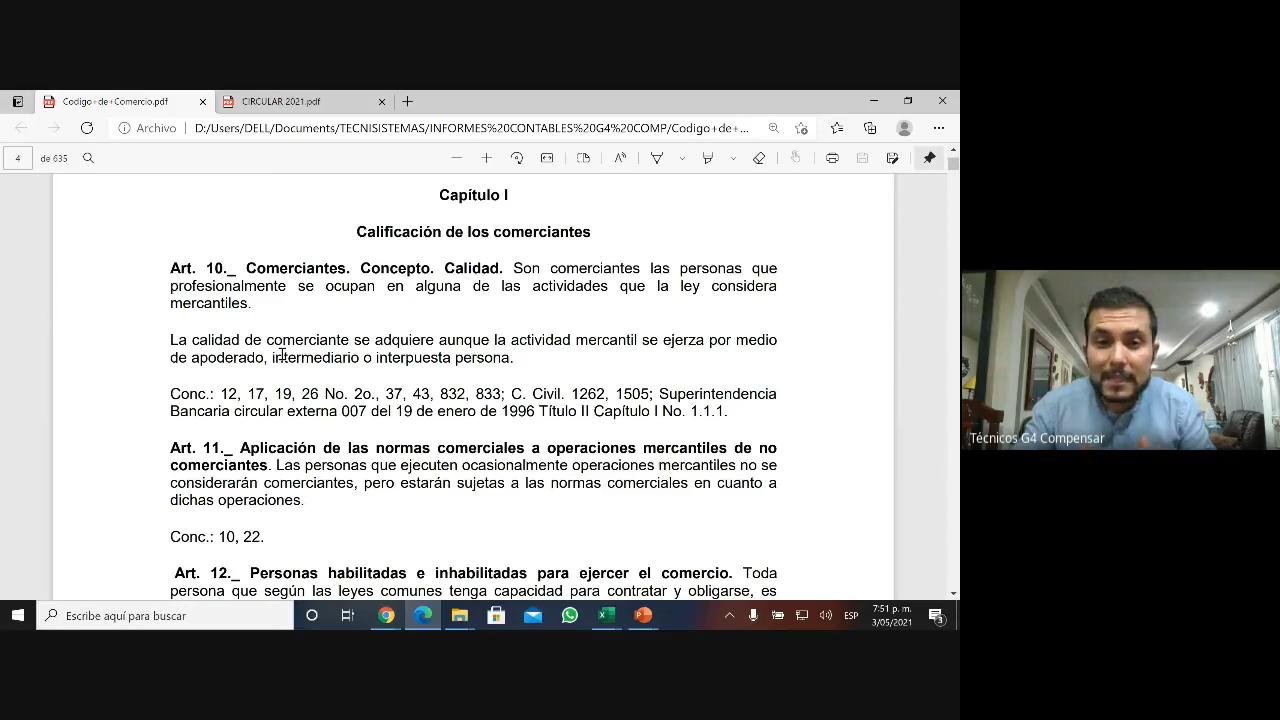 Codigo+de+Comercio.pdf
CIRCULAR 2021.pdf
Archivo
D:/Users/DELL/Documents/TECNISISTEMAS/INFORMES%20CONTABLES%20G4%20COMP/Codigo+de+...
4
de 635
Capítulo I
Calificación de los comerciantes
Art. 10._ Comerciantes. Concepto. Calidad. Son comerciantes las personas que
profesionalmente se ocupan en alguna de las actividades que la ley considera
mercantiles.
La calidad de comerciante se adquiere aunque la actividad mercantil se ejerza por medio
de apoderado, intermediario o interpuesta persona.
Conc.: 12, 17, 19, 26 No. 2o., 37, 43, 832, 833; C. Civil. 1262, 1505; Superintendencia
Bancaria circular externa 007 del 19 de enero de 1996 Título II Capítulo I No. 1.1.1.
Art. 11._ Aplicación de las normas comerciales a operaciones mercantiles de no
comerciantes. Las personas que ejecuten ocasionalmente operaciones mercantiles no se
considerarán comerciantes, pero estarán sujetas a las normas comerciales en cuanto a
dichas operaciones.
Conc.: 10, 22.
Art. 12._ Personas habilitadas e inhabilitadas para ejercer el comercio. Toda
persona que según las leyes comunes tenga capacidad para contratar y obligarse, es
Técnicos G4 Compensar
Escribe aquí para buscar
ESP
7:51 p. m.
3/05/2021
3